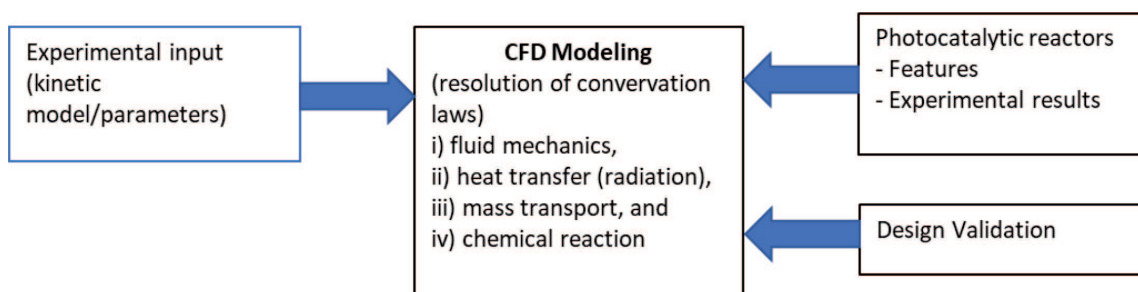 Experimental input
(kinetic
model/parameters)
CFD Modeling
(resolution of convervation
laws)
i) fluid mechanics,
ii) heat transfer (radiation),
iii) mass transport, and
iv) chemical reaction
Photocatalytic reactors
- Features
- Experimental results
Design Validation